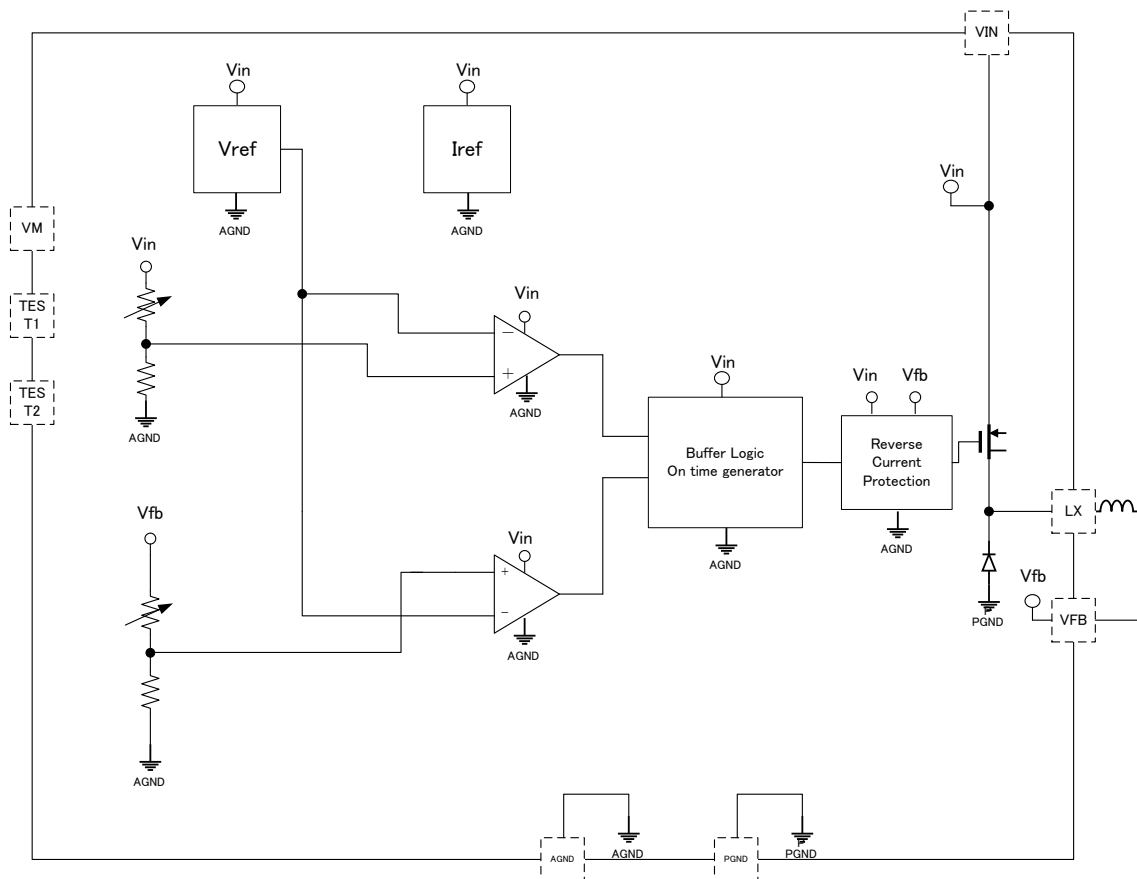 VIN
Vin
Vin
Vref
Iref
AGND
AGND
Vin
VM
Vin
TES
T1
TES
T2
AGND
Vin
−
+
AGND
Vin
Buffer Logic
On time generator
AGND
Vin
Vfb
Reverse
Current
Protection
AGND
LX
Vfb
Vin
+
−
AGND
AGND
PGND
Vfb
VFB
AGND
AGND
PGND
PGND